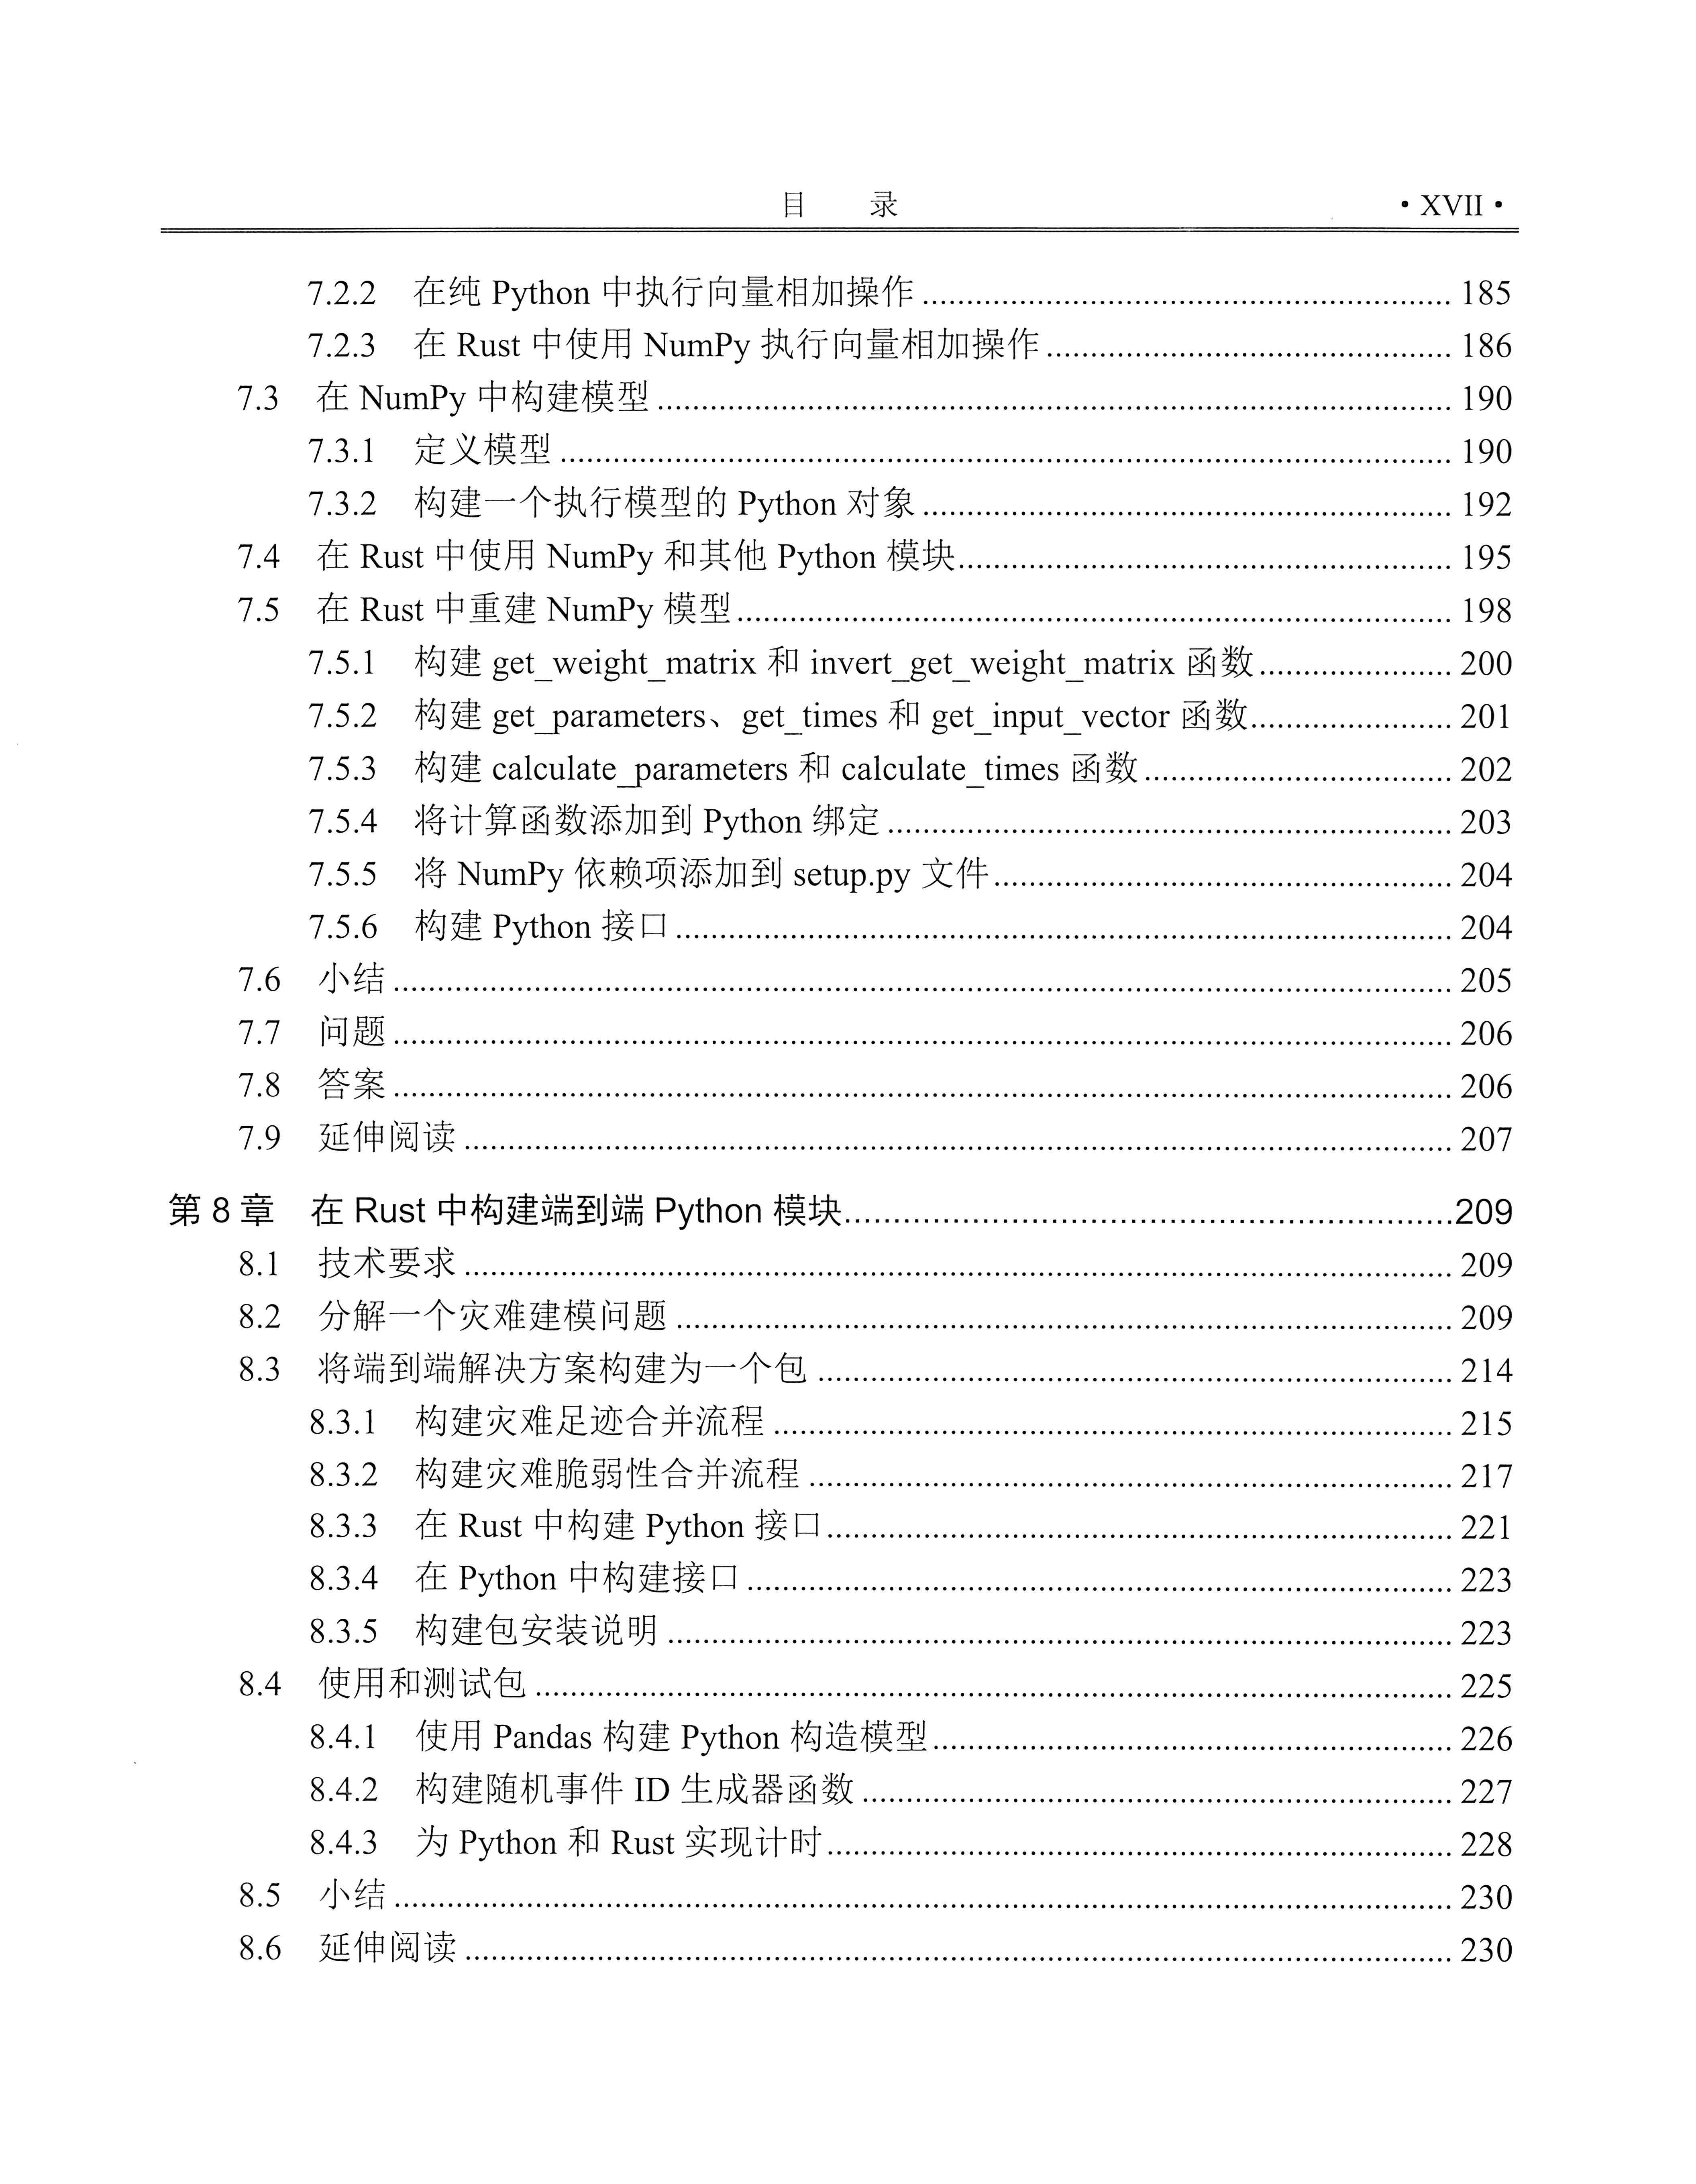 目 录 ·XVII·
7.2.2 在纯 Python 中执行向量相加操作 185
7.2.3 在 Rust 中使用 NumPy 执行向量相加操作 186
7.3 在 NumPy 中构建模型 190
7.3.1 定义模型 190
7.3.2 构建一个执行模型的 Python 对象 192
7.4 在 Rust 中使用 NumPy 和其他 Python 模块 195
7.5 在 Rust 中重建 NumPy 模型 198
7.5.1 构建 get_weight_matrix 和 invert_get_weight_matrix 函数 200
7.5.2 构建 get_parameters、get_times 和 get_input_vector 函数 201
7.5.3 构建 calculate_parameters 和 calculate_times 函数 202
7.5.4 将计算函数添加到 Python 绑定 203
7.5.5 将 NumPy 依赖项添加到 setup.py 文件 204
7.5.6 构建 Python 接口 204
7.6 小结 205
7.7 问题 206
7.8 答案 206
7.9 延伸阅读 207
第 8 章 在 Rust 中构建端到端 Python 模块 209
8.1 技术要求 209
8.2 分解一个灾难建模问题 209
8.3 将端到端解决方案构建为一个包 214
8.3.1 构建灾难足迹合并流程 215
8.3.2 构建灾难脆弱性合并流程 217
8.3.3 在 Rust 中构建 Python 接口 221
8.3.4 在 Python 中构建接口 223
8.3.5 构建包安装说明 223
8.4 使用和测试包 225
8.4.1 使用 Pandas 构建 Python 构造模型 226
8.4.2 构建随机事件 ID 生成器函数 227
8.4.3 为 Python 和 Rust 实现计时 228
8.5 小结 230
8.6 延伸阅读 230